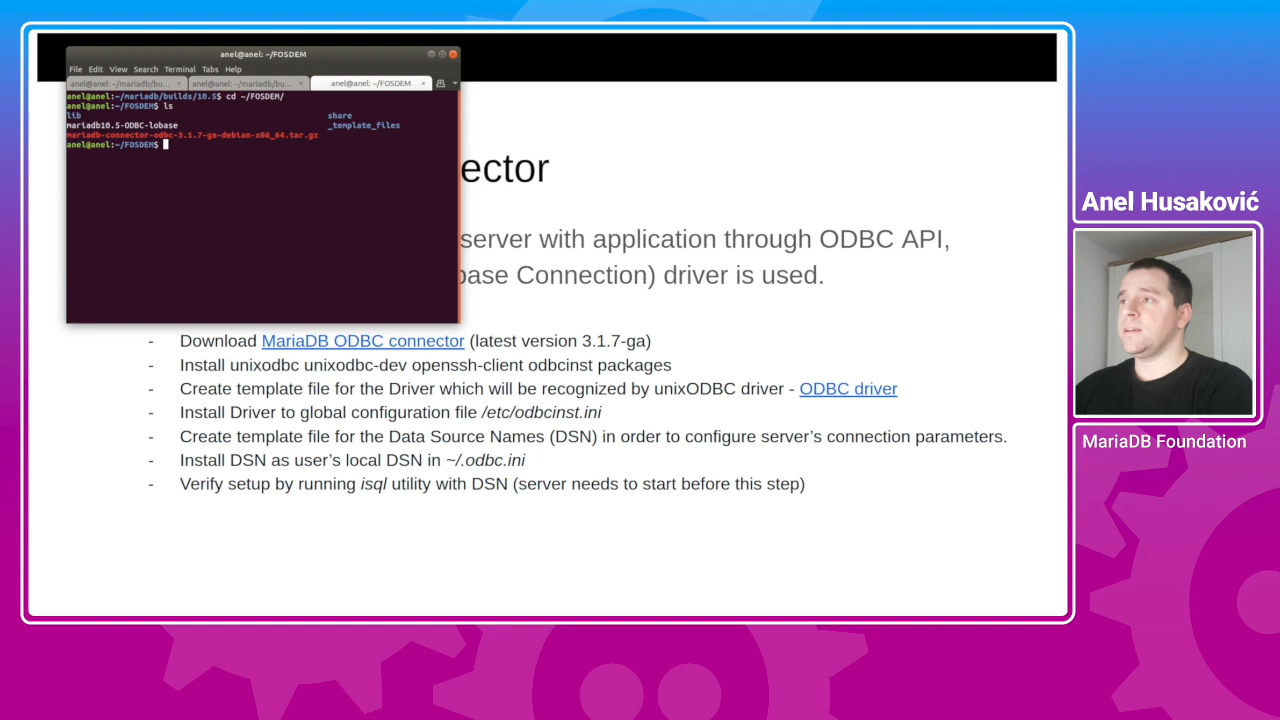 anel@anel: ~/FOSDEM
File Edit View Search Terminal Tabs Help
anel@anel: ~/mariadb/bu... × anel@anel: ~/mariadb/bu... × anel@anel: ~/FOSDEM ×
anel@anel:~/mariadb/builds/10.5$ cd ~/FOSDEM/
anel@anel:~/FOSDEM$ ls
lib share
mariadb10.5-ODBC-lobase _template_files
mariadb-connector-odbc-3.1.7-ga-debian-x86_64.tar.gz
anel@anel:~/FOSDEM$
ector
server with application through ODBC API,
base Connection) driver is used.
- Download MariaDB ODBC connector (latest version 3.1.7-ga)
- Install unixodbc unixodbc-dev openssh-client odbcinst packages
- Create template file for the Driver which will be recognized by unixODBC driver - ODBC driver
- Install Driver to global configuration file /etc/odbcinst.ini
- Create template file for the Data Source Names (DSN) in order to configure server's connection parameters.
- Install DSN as user's local DSN in ~/.odbc.ini
- Verify setup by running isql utility with DSN (server needs to start before this step)
Anel Husaković
MariaDB Foundation